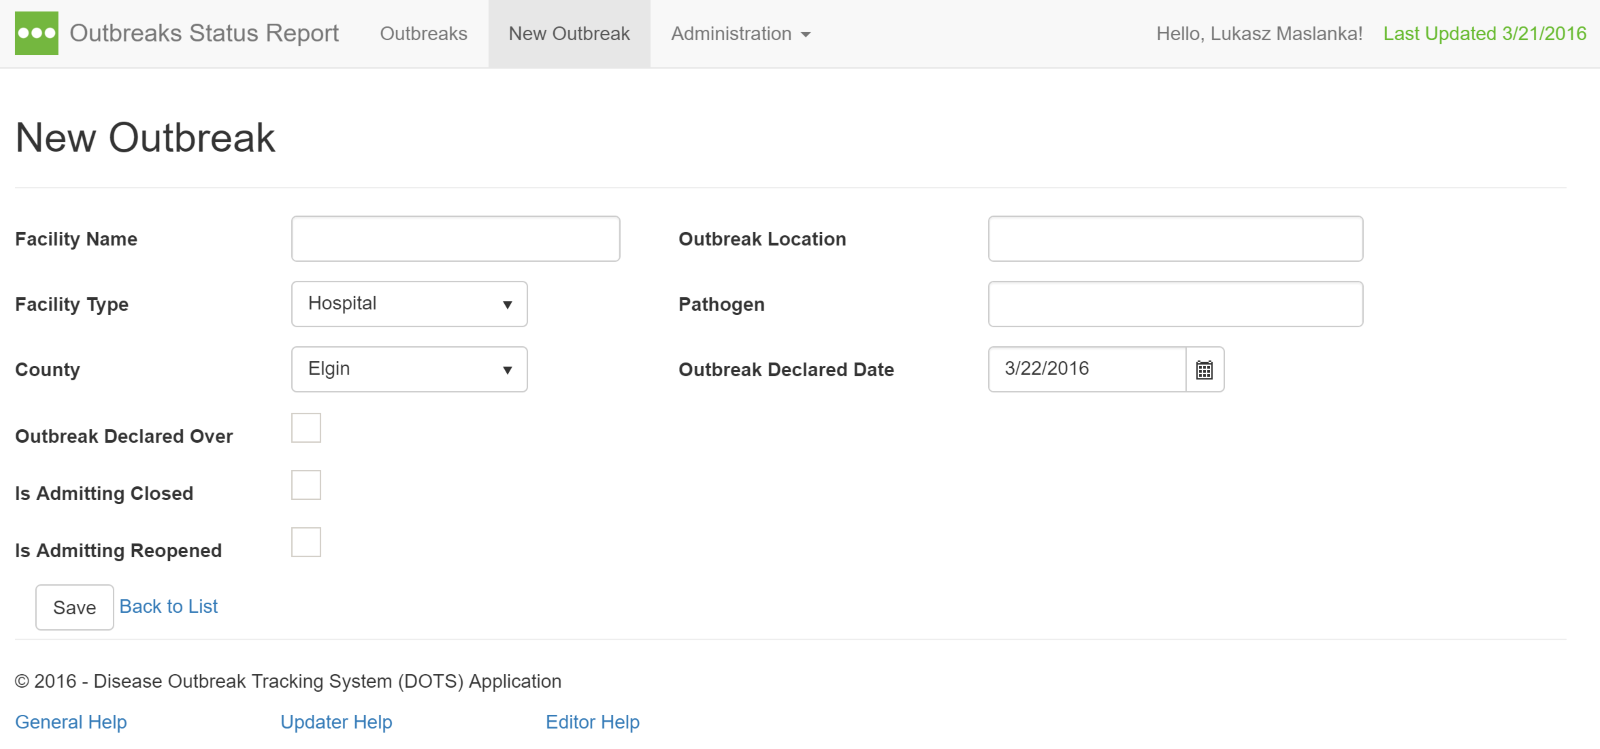 Outbreaks Status Report Outbreaks New Outbreak Administration Hello, Lukasz Maslanka! Last Updated 3/21/2016
New Outbreak
Facility Name Outbreak Location
Facility Type Hospital Pathogen
County Elgin Outbreak Declared Date 3/22/2016
Outbreak Declared Over
Is Admitting Closed
Is Admitting Reopened
Save Back to List
© 2016 - Disease Outbreak Tracking System (DOTS) Application
General Help Updater Help Editor Help